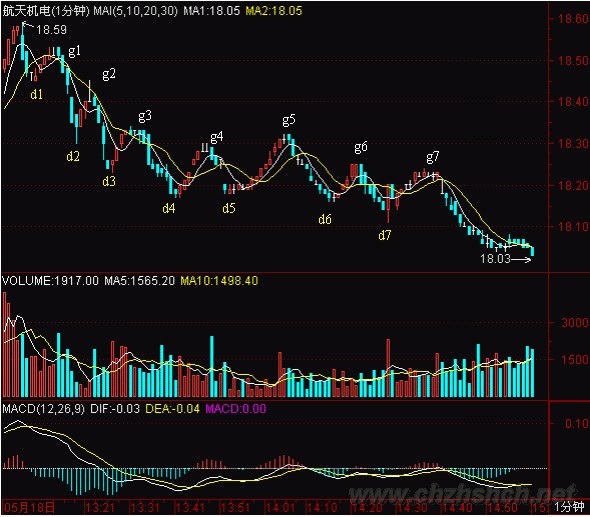 航天机电(1分钟) MAI(5,10,20,30) MA1:18.05 MA2:18.05
18.60
18.59
18.50
18.40
18.30
18.20
18.10
g1
g2
g3
g4
g5
g6
g7
d1
d2
d3
d4
d5
d6
d7
18.03
VOLUME:1917.00 MA5:1565.20 MA10:1498.40
3000
1500
MACD(12,26,9) DIF:-0.03 DEA:-0.04 MACD:0.00
0.10
www.chzhshch.net
05月18日 13:21 13:31 13:41 13:51 14:10 14:20 14:30 14:40 14:50 15: 1分钟